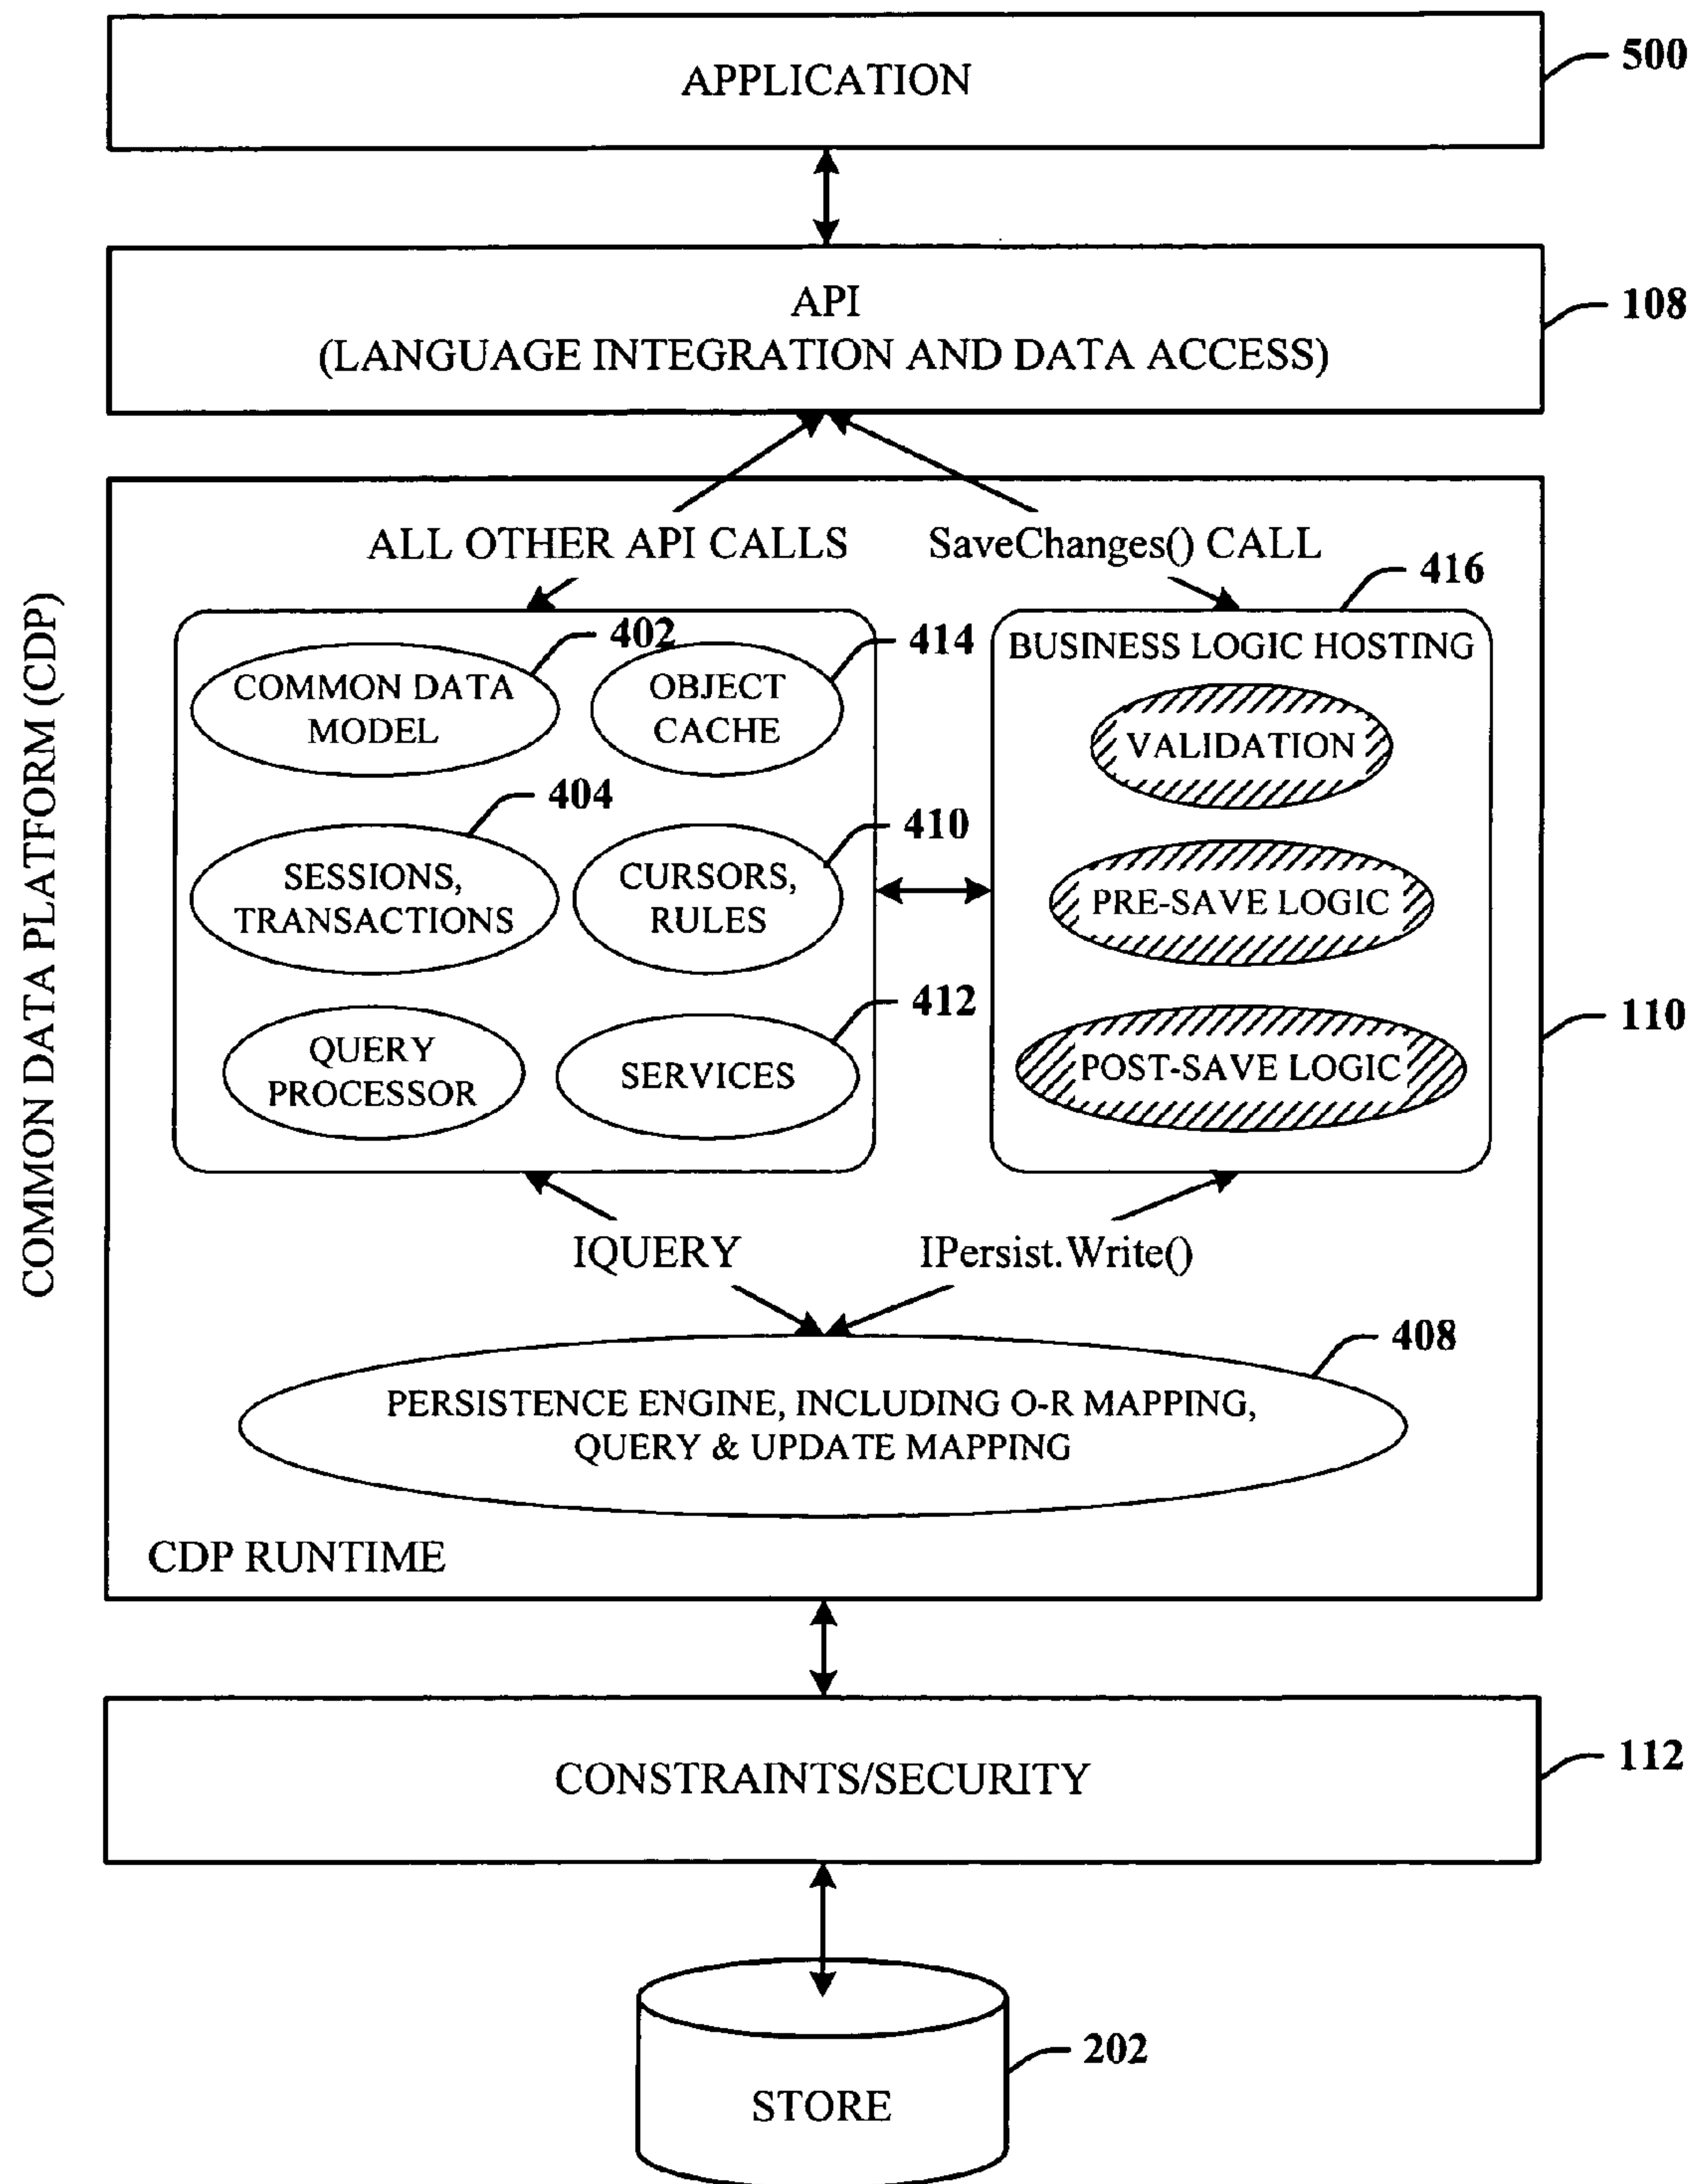 APPLICATION
500
API
(LANGUAGE INTEGRATION AND DATA ACCESS)
108
COMMON DATA PLATFORM (CDP)
ALL OTHER API CALLS
SaveChanges() CALL
416
402
414
COMMON DATA
MODEL
OBJECT
CACHE
404
410
SESSIONS,
TRANSACTIONS
CURSORS,
RULES
412
QUERY
PROCESSOR
SERVICES
BUSINESS LOGIC HOSTING
VALIDATION
PRE-SAVE LOGIC
POST-SAVE LOGIC
110
IQUERY
IPersist.Write()
408
PERSISTENCE ENGINE, INCLUDING O-R MAPPING,
QUERY & UPDATE MAPPING
CDP RUNTIME
CONSTRAINTS/SECURITY
112
202
STORE